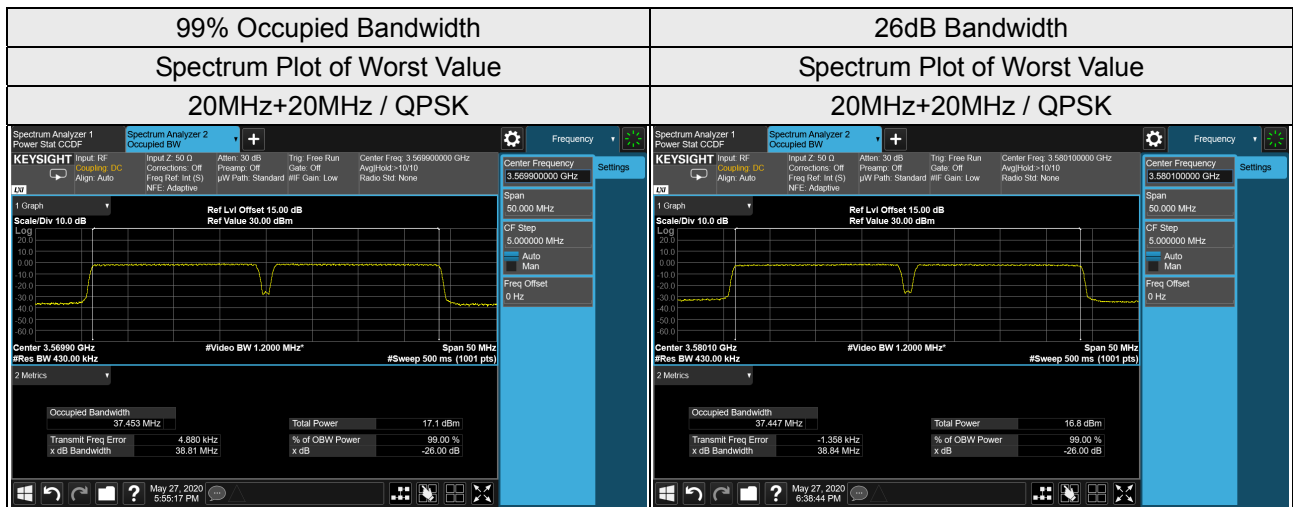 99% Occupied Bandwidth
26dB Bandwidth
Spectrum Plot of Worst Value
Spectrum Plot of Worst Value
20MHz+20MHz / QPSK
20MHz+20MHz / QPSK
Spectrum Analyzer 1
Power Stat CCDF
Spectrum Analyzer 2
Occupied BW
Frequency
KEYSIGHT
LXI
Input: RF
Coupling: DC
Align: Auto
Input Z: 50 Ω
Corrections: Off
Freq Ref: Int (S)
NFE: Adaptive
Atten: 30 dB
Preamp: Off
µW Path: Standard
Trig: Free Run
Gate: Off
#IF Gain: Low
Center Freq: 3.569900000 GHz
Avg|Hold:>10/10
Radio Std: None
Center Frequency
3.569900000 GHz
Settings
Span
50.000 MHz
CF Step
5.000000 MHz
Auto
Man
Freq Offset
0 Hz
1 Graph
Scale/Div 10.0 dB
Ref Lvl Offset 15.00 dB
Ref Value 30.00 dBm
Log
20.0
10.0
0.00
-10.0
-20.0
-30.0
-40.0
-50.0
-60.0
Center 3.56990 GHz
#Res BW 430.00 kHz
#Video BW 1.2000 MHz*
Span 50 MHz
#Sweep 500 ms (1001 pts)
2 Metrics
Occupied Bandwidth
37.453 MHz
Total Power 17.1 dBm
Transmit Freq Error 4.880 kHz
% of OBW Power 99.00 %
x dB Bandwidth 38.81 MHz
x dB -26.00 dB
?
May 27, 2020
5:55:17 PM
Spectrum Analyzer 1
Power Stat CCDF
Spectrum Analyzer 2
Occupied BW
Frequency
KEYSIGHT
LXI
Input: RF
Coupling: DC
Align: Auto
Input Z: 50 Ω
Corrections: Off
Freq Ref: Int (S)
NFE: Adaptive
Atten: 30 dB
Preamp: Off
µW Path: Standard
Trig: Free Run
Gate: Off
#IF Gain: Low
Center Freq: 3.580100000 GHz
Avg|Hold:>10/10
Radio Std: None
Center Frequency
3.580100000 GHz
Settings
Span
50.000 MHz
CF Step
5.000000 MHz
Auto
Man
Freq Offset
0 Hz
1 Graph
Scale/Div 10.0 dB
Ref Lvl Offset 15.00 dB
Ref Value 30.00 dBm
Log
20.0
10.0
0.00
-10.0
-20.0
-30.0
-40.0
-50.0
-60.0
Center 3.58010 GHz
#Res BW 430.00 kHz
#Video BW 1.2000 MHz*
Span 50 MHz
#Sweep 500 ms (1001 pts)
2 Metrics
Occupied Bandwidth
37.447 MHz
Total Power 16.8 dBm
Transmit Freq Error -1.358 kHz
% of OBW Power 99.00 %
x dB Bandwidth 38.84 MHz
x dB -26.00 dB
?
May 27, 2020
6:38:44 PM